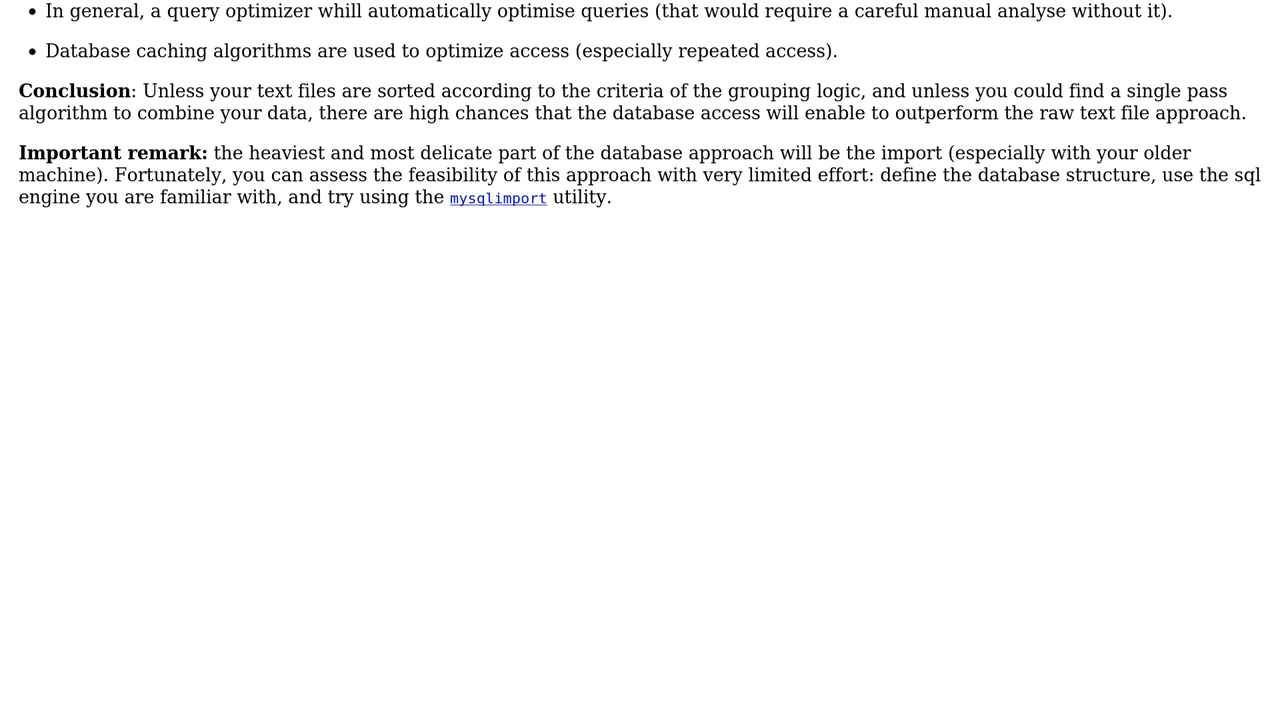 • In general, a query optimizer whill automatically optimise queries (that would require a careful manual analyse without it).
• Database caching algorithms are used to optimize access (especially repeated access).
Conclusion: Unless your text files are sorted according to the criteria of the grouping logic, and unless you could find a single pass
algorithm to combine your data, there are high chances that the database access will enable to outperform the raw text file approach.
Important remark: the heaviest and most delicate part of the database approach will be the import (especially with your older
machine). Fortunately, you can assess the feasibility of this approach with very limited effort: define the database structure, use the sql
engine you are familiar with, and try using the mysqlimport utility.